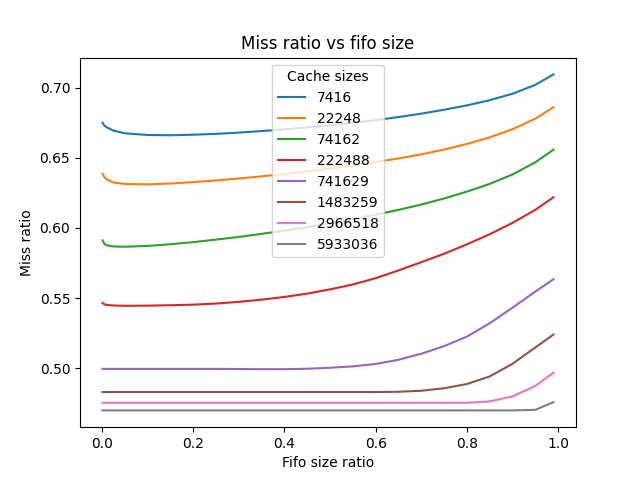 Miss ratio vs fifo size
Cache sizes
7416
22248
74162
222488
741629
1483259
2966518
5933036
0.70
0.65
0.60
0.55
0.50
Miss ratio
0.0 0.2 0.4 0.6 0.8 1.0
Fifo size ratio